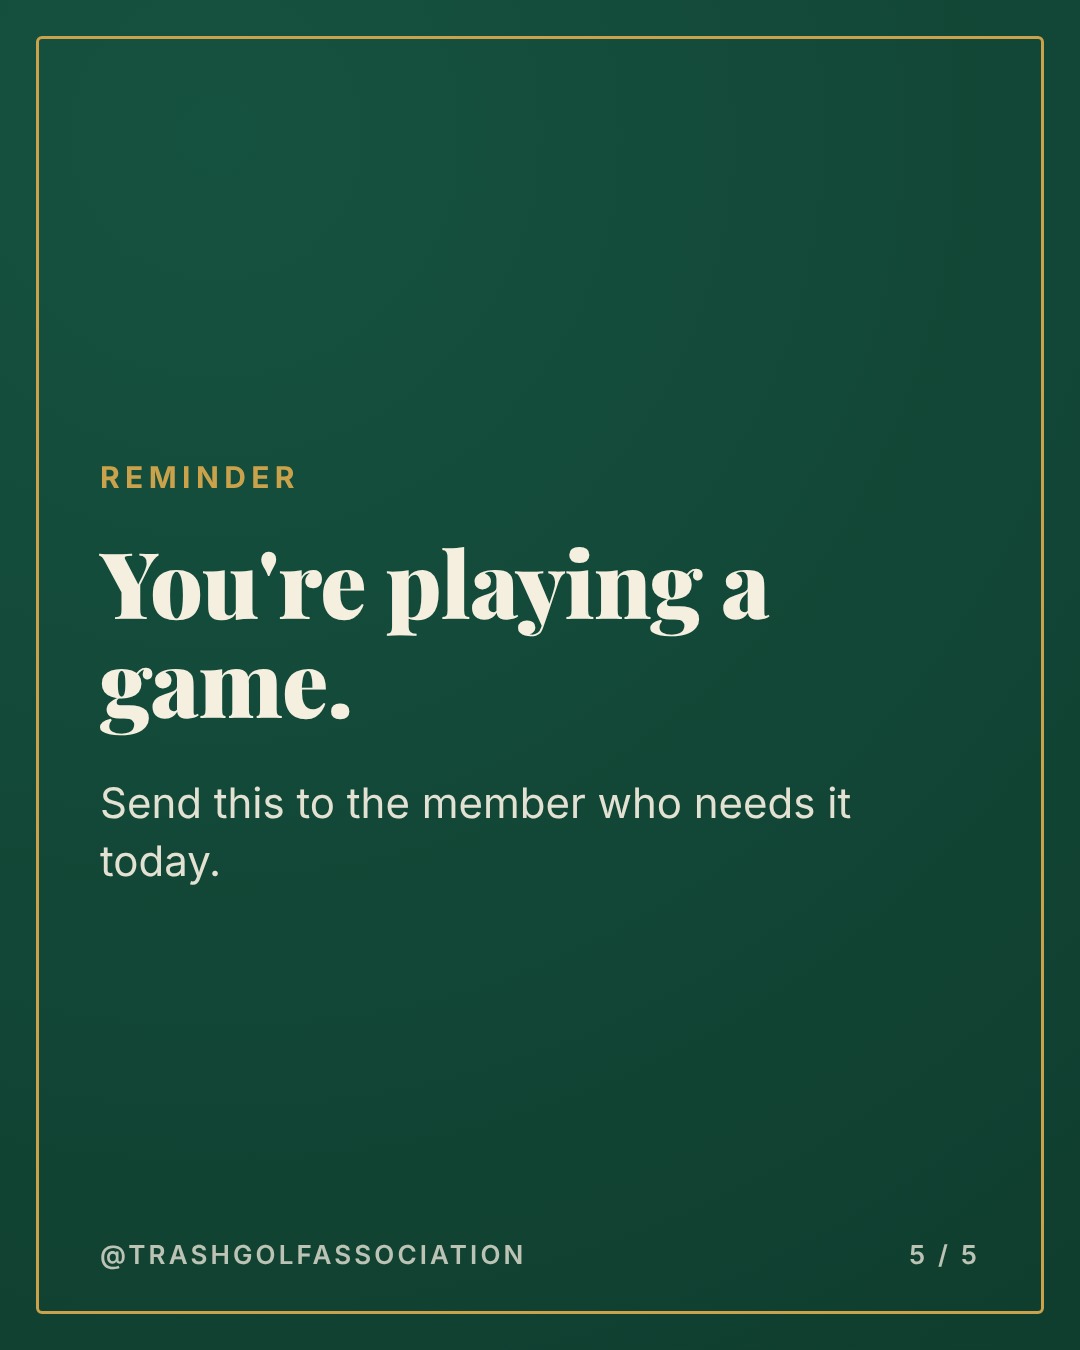 REMINDER
You're playing a
game.
Send this to the member who needs it
today.
@TRASHGOLFASSOCIATION
5 / 5